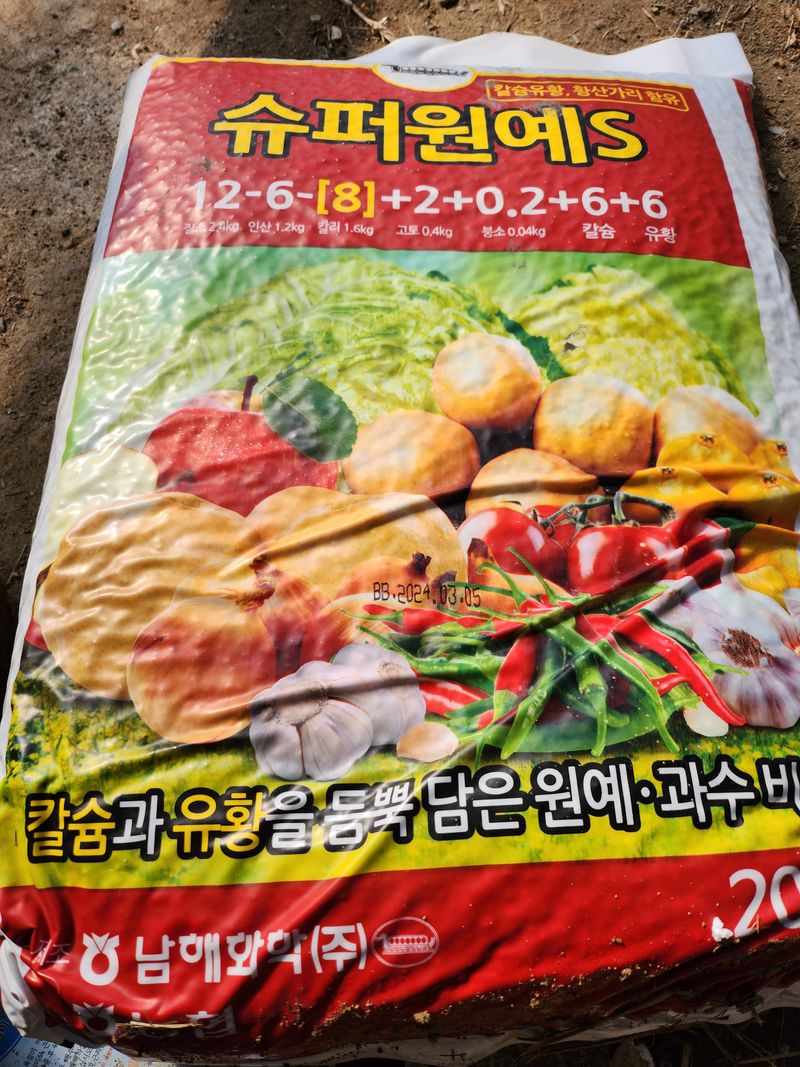 칼슘유황, 황산가리 함유
슈퍼원예S
12-6-[8]+2+0.2+6+6
질소 2.4kg 인산 1.2kg 칼리 1.6kg 고토 0.4kg 붕소 0.04kg 칼슘 유황
BB.2024.03.05
칼슘과 유황을 듬뿍 담은 원예·과수
남해화학(주)
20
농협